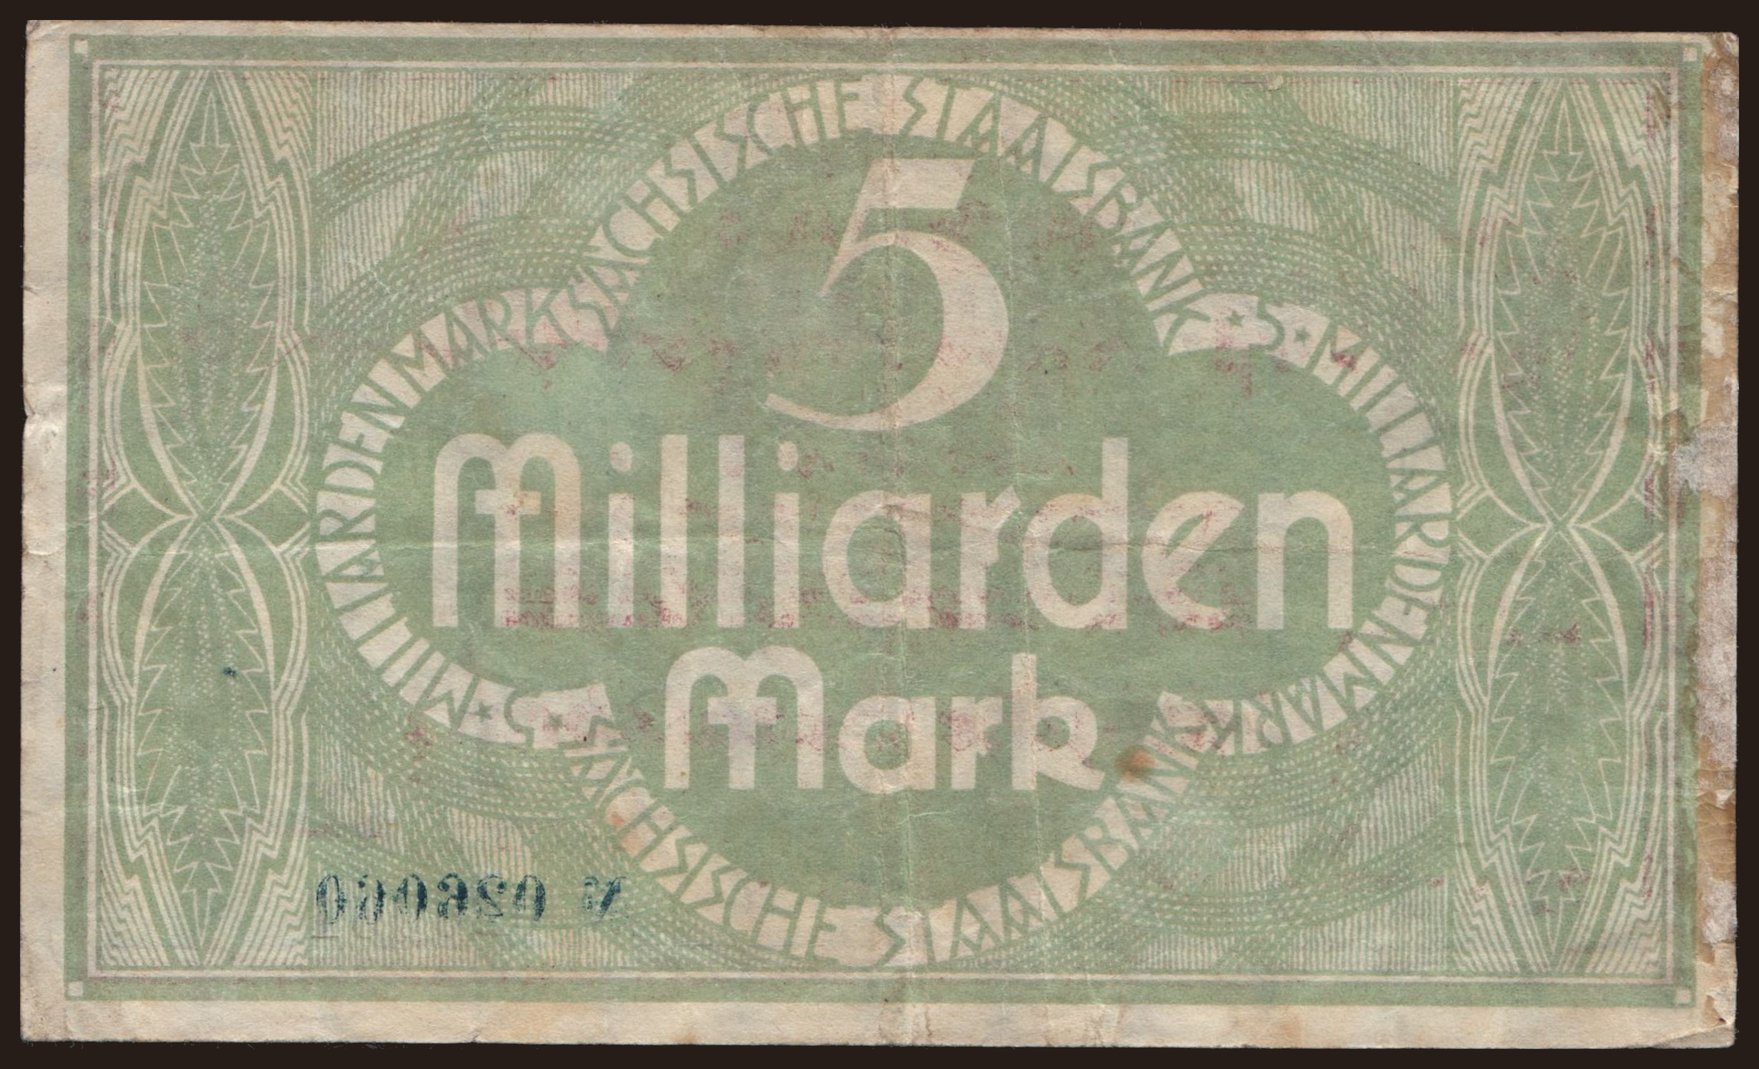 SÄCHSISCHE STAATSBANK
★ 5 ★ MILLIARDEN MARK
5
Milliarden
Mark
★ 5 ★ MILLIARDEN MARK
SÄCHSISCHE STAATSBANK